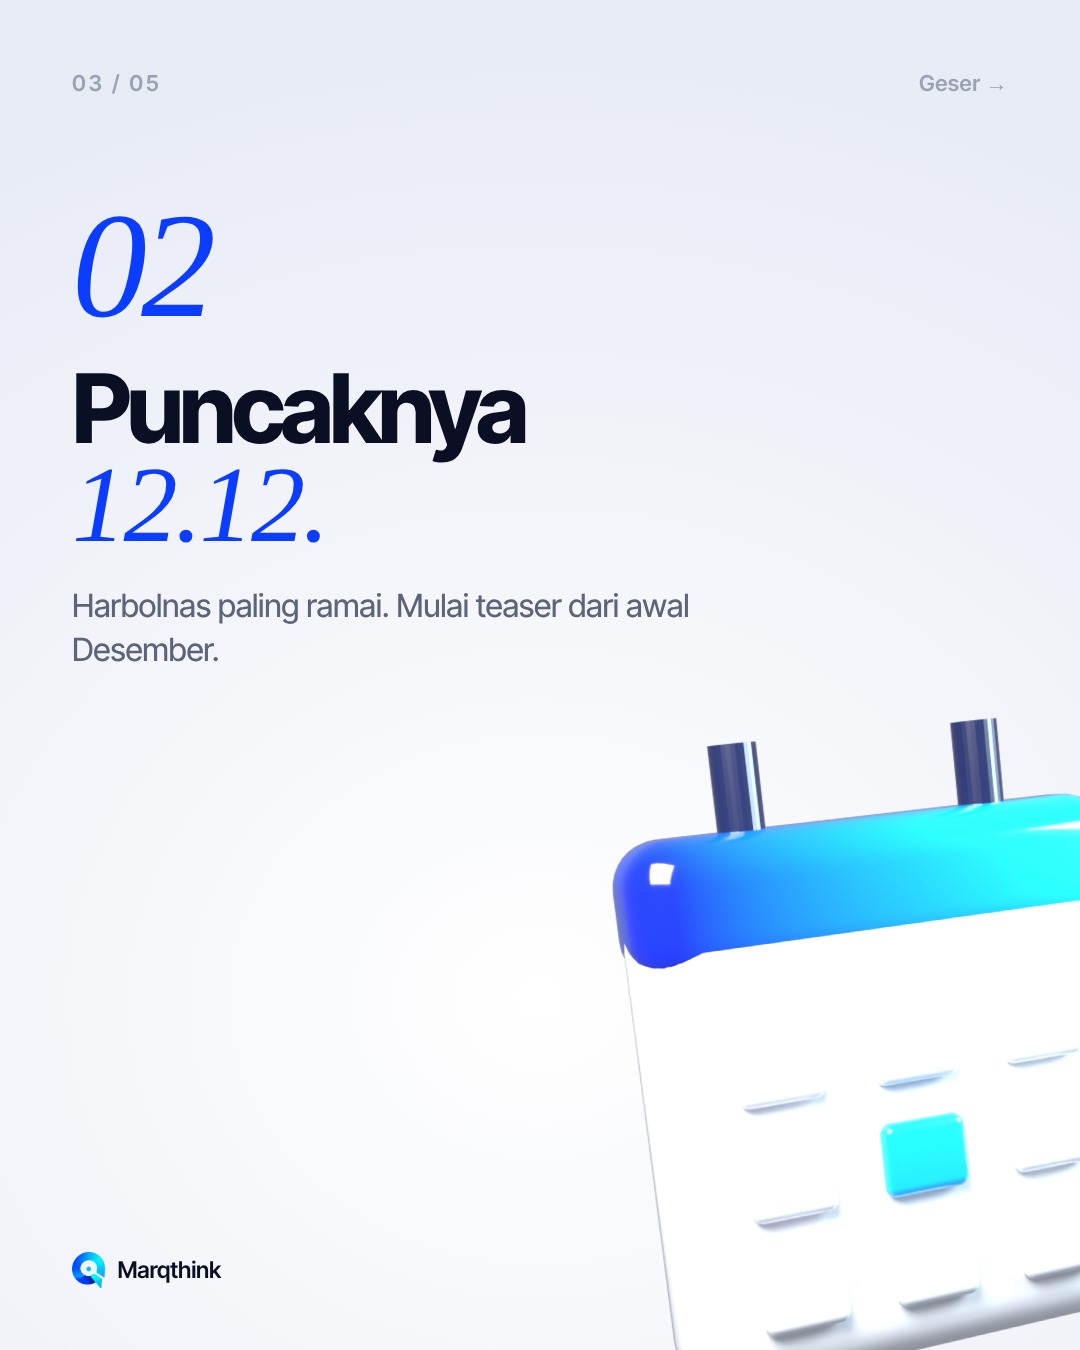 03 / 05
Geser →
02
Puncaknya
12.12.
Harbolnas paling ramai. Mulai teaser dari awal
Desember.
Marqthink